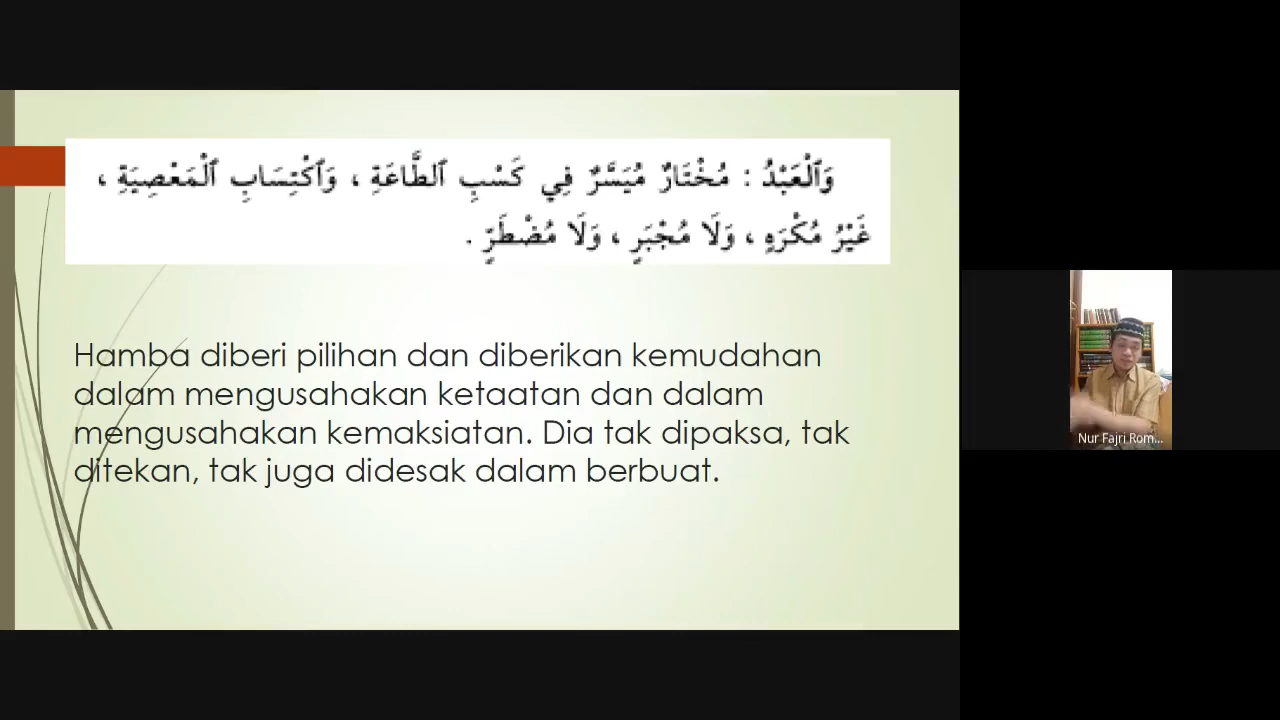 وَٱلْعَبْدُ : مُخْتَارٌ مُيَسَّرٌ فِي كَسْبِ ٱلطَّاعَةِ ، وَٱكْتِسَابِ ٱلْمَعْصِيَةِ ،
غَيْرُ مُكْرَهٍ ، وَلَا مُجْبَرٍ ، وَلَا مُضْطَرٍّ .
Hamba diberi pilihan dan diberikan kemudahan
dalam mengusahakan ketaatan dan dalam
mengusahakan kemaksiatan. Dia tak dipaksa, tak
ditekan, tak juga didesak dalam berbuat.
Nur Fajri Rom...